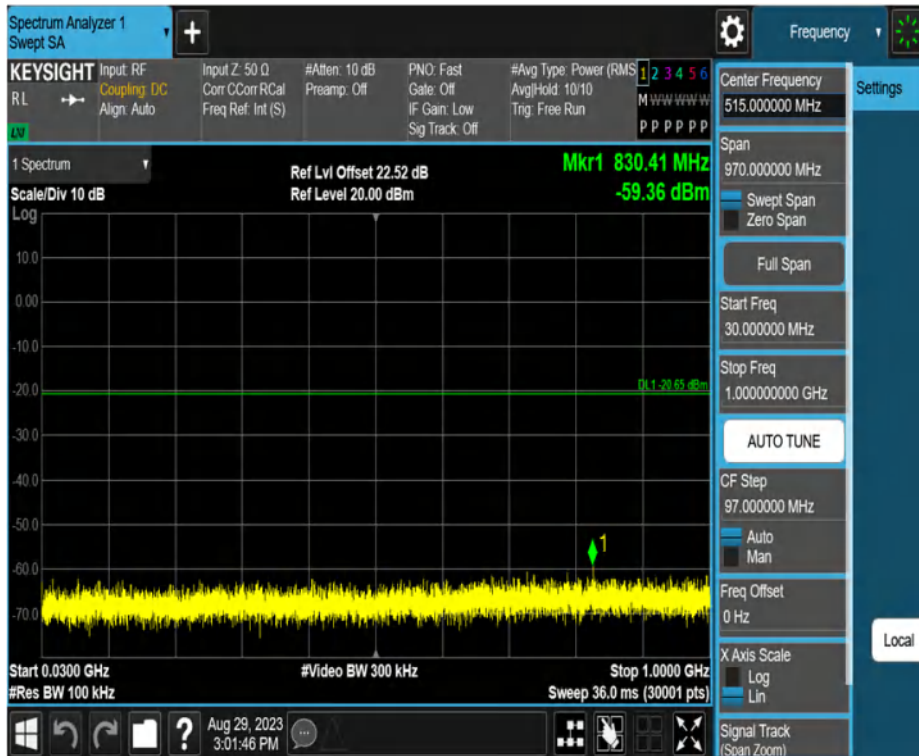 Spectrum Analyzer 1
Swept SA
+
Frequency
KEYSIGHT
RL
LXI
Input: RF
Coupling: DC
Align: Auto
Input Z: 50 Ω
Corr CCorr RCal
Freq Ref: Int (S)
#Atten: 10 dB
Preamp: Off
PNO: Fast
Gate: Off
IF Gain: Low
Sig Track: Off
#Avg Type: Power (RMS
Avg|Hold: 10/10
Trig: Free Run
1 2 3 4 5 6
M W W W W W
P P P P P P
1 Spectrum
Scale/Div 10 dB
Log
Ref Lvl Offset 22.52 dB
Ref Level 20.00 dBm
Mkr1 830.41 MHz
-59.36 dBm
10.0
0.00
-10.0
-20.0
-30.0
-40.0
-50.0
-60.0
-70.0
DL1 -20.65 dBm
1
Start 0.0300 GHz
#Res BW 100 kHz
#Video BW 300 kHz
Stop 1.0000 GHz
Sweep 36.0 ms (30001 pts)
?
Aug 29, 2023
3:01:46 PM
Center Frequency
515.000000 MHz
Span
970.000000 MHz
Swept Span
Zero Span
Full Span
Start Freq
30.000000 MHz
Stop Freq
1.000000000 GHz
AUTO TUNE
CF Step
97.000000 MHz
Auto
Man
Freq Offset
0 Hz
X Axis Scale
Log
Lin
Signal Track
(Span Zoom)
Settings
Local